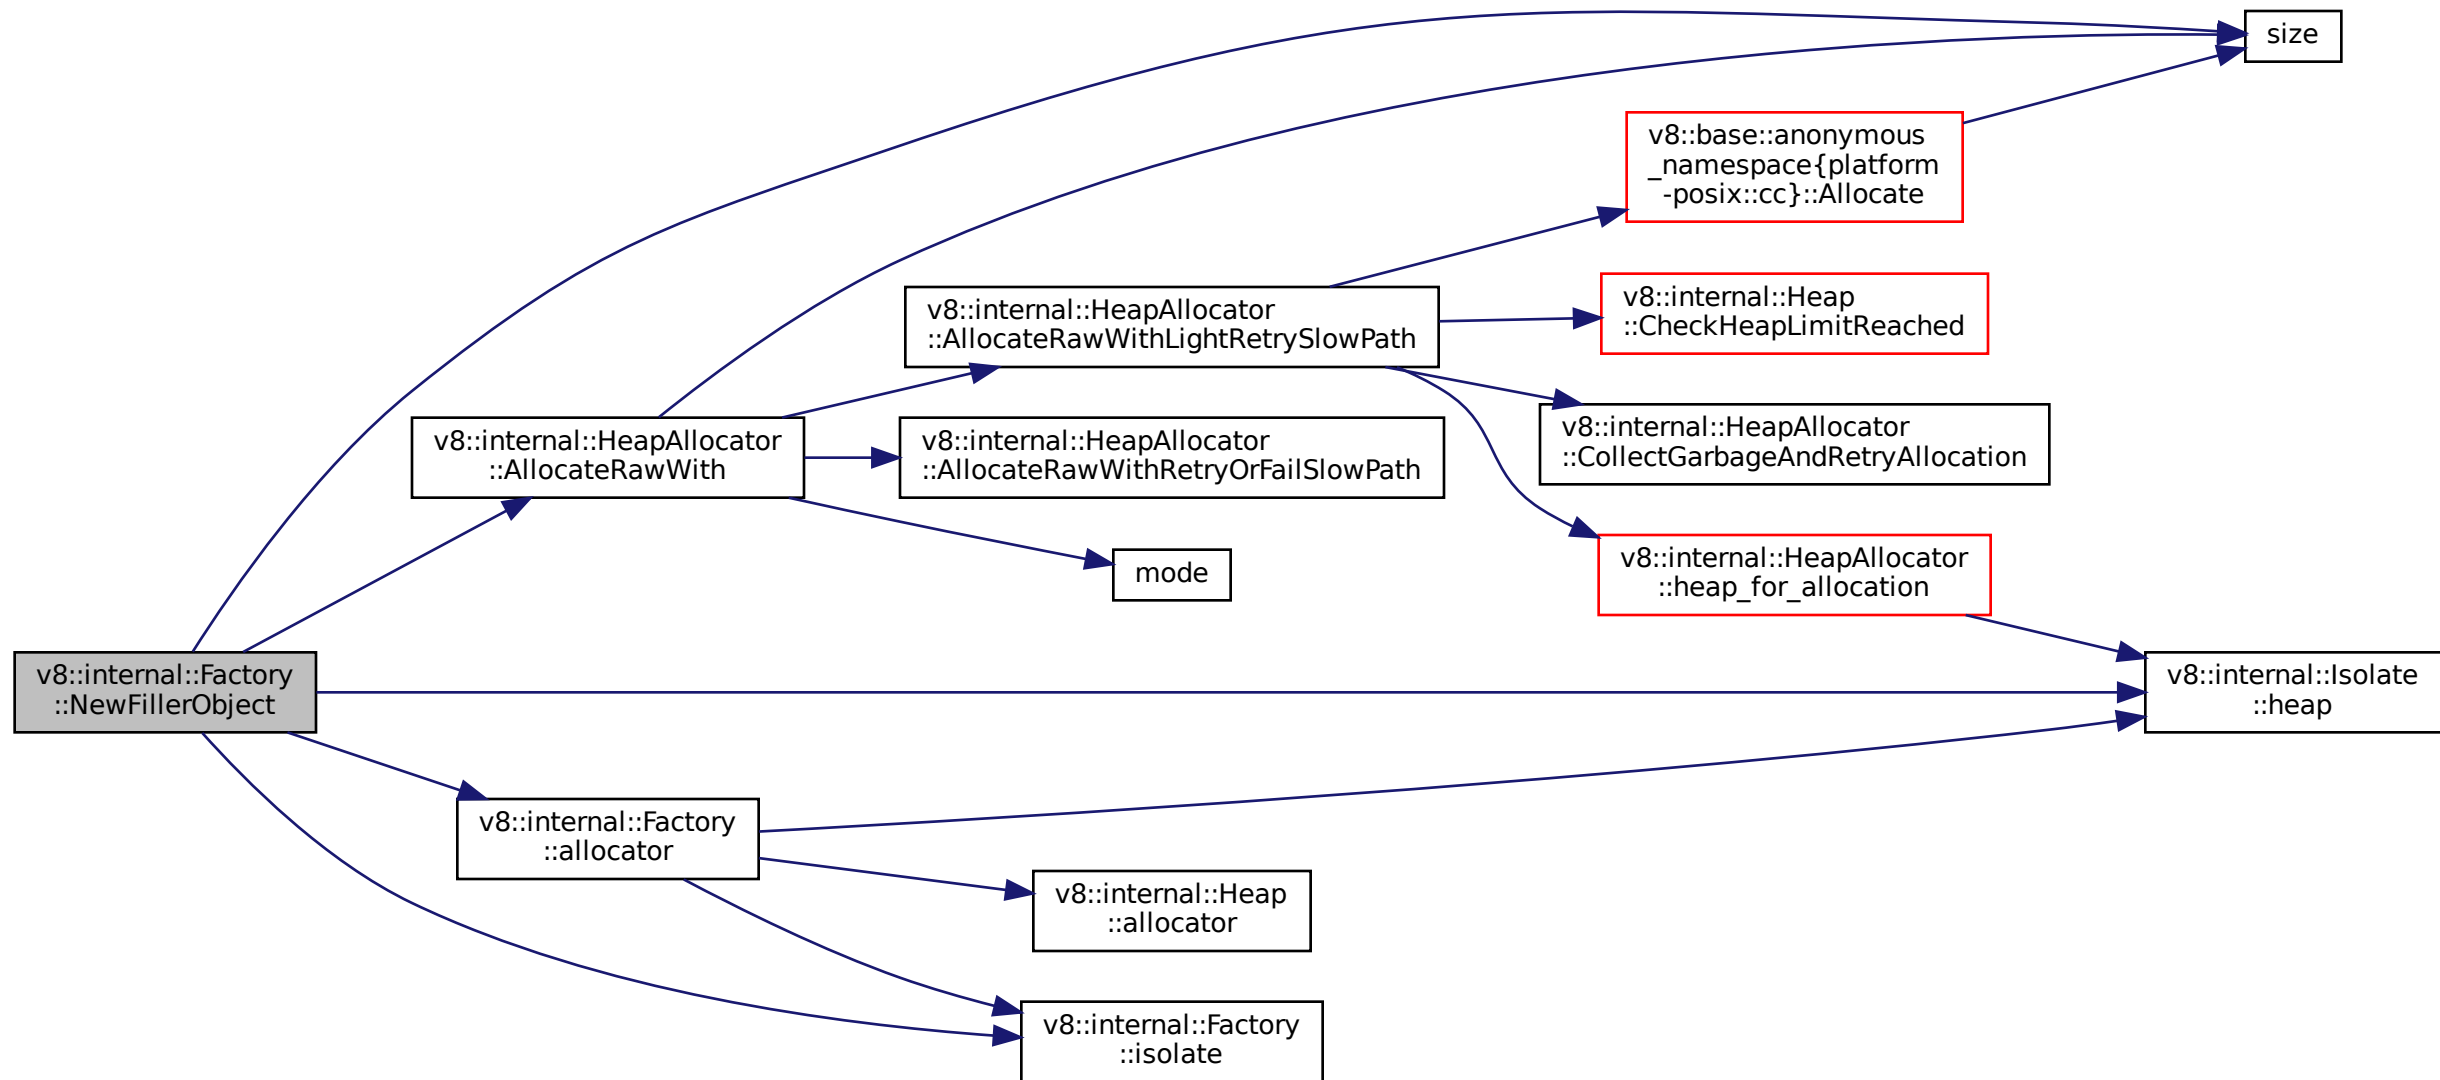 size
v8::base::anonymous
_namespace{platform
-posix::cc}::Allocate
v8::internal::HeapAllocator
::AllocateRawWithLightRetrySlowPath
v8::internal::Heap
::CheckHeapLimitReached
v8::internal::HeapAllocator
::AllocateRawWith
v8::internal::HeapAllocator
::AllocateRawWithRetryOrFailSlowPath
v8::internal::HeapAllocator
::CollectGarbageAndRetryAllocation
mode
v8::internal::HeapAllocator
::heap_for_allocation
v8::internal::Factory
::NewFillerObject
v8::internal::Isolate
::heap
v8::internal::Factory
::allocator
v8::internal::Heap
::allocator
v8::internal::Factory
::isolate